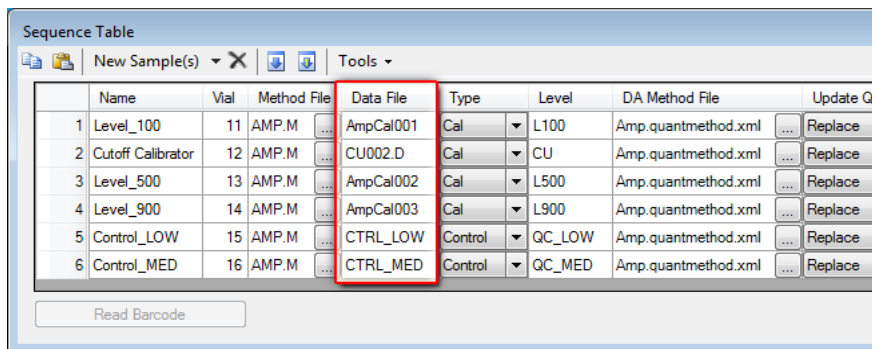 Sequence Table
New Sample(s) Tools
Name Vial Method File Data File Type Level DA Method File Update Q
1 Level_100 11 AMP.M ... AmpCal001 Cal L100 Amp.quantmethod.xml ... Replace
2 Cutoff Calibrator 12 AMP.M ... CU002.D Cal CU Amp.quantmethod.xml ... Replace
3 Level_500 13 AMP.M ... AmpCal002 Cal L500 Amp.quantmethod.xml ... Replace
4 Level_900 14 AMP.M ... AmpCal003 Cal L900 Amp.quantmethod.xml ... Replace
5 Control_LOW 15 AMP.M ... CTRL_LOW Control QC_LOW Amp.quantmethod.xml ... Replace
6 Control_MED 16 AMP.M ... CTRL_MED Control QC_MED Amp.quantmethod.xml ... Replace
Read Barcode